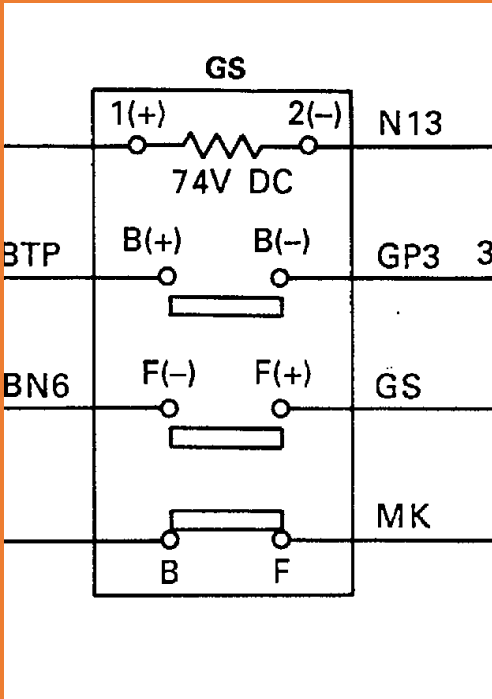 GS
1(+) 2(-) N13
74V DC
BTP B(+) B(-) GP3 3
BN6 F(-) F(+) GS
MK
B F